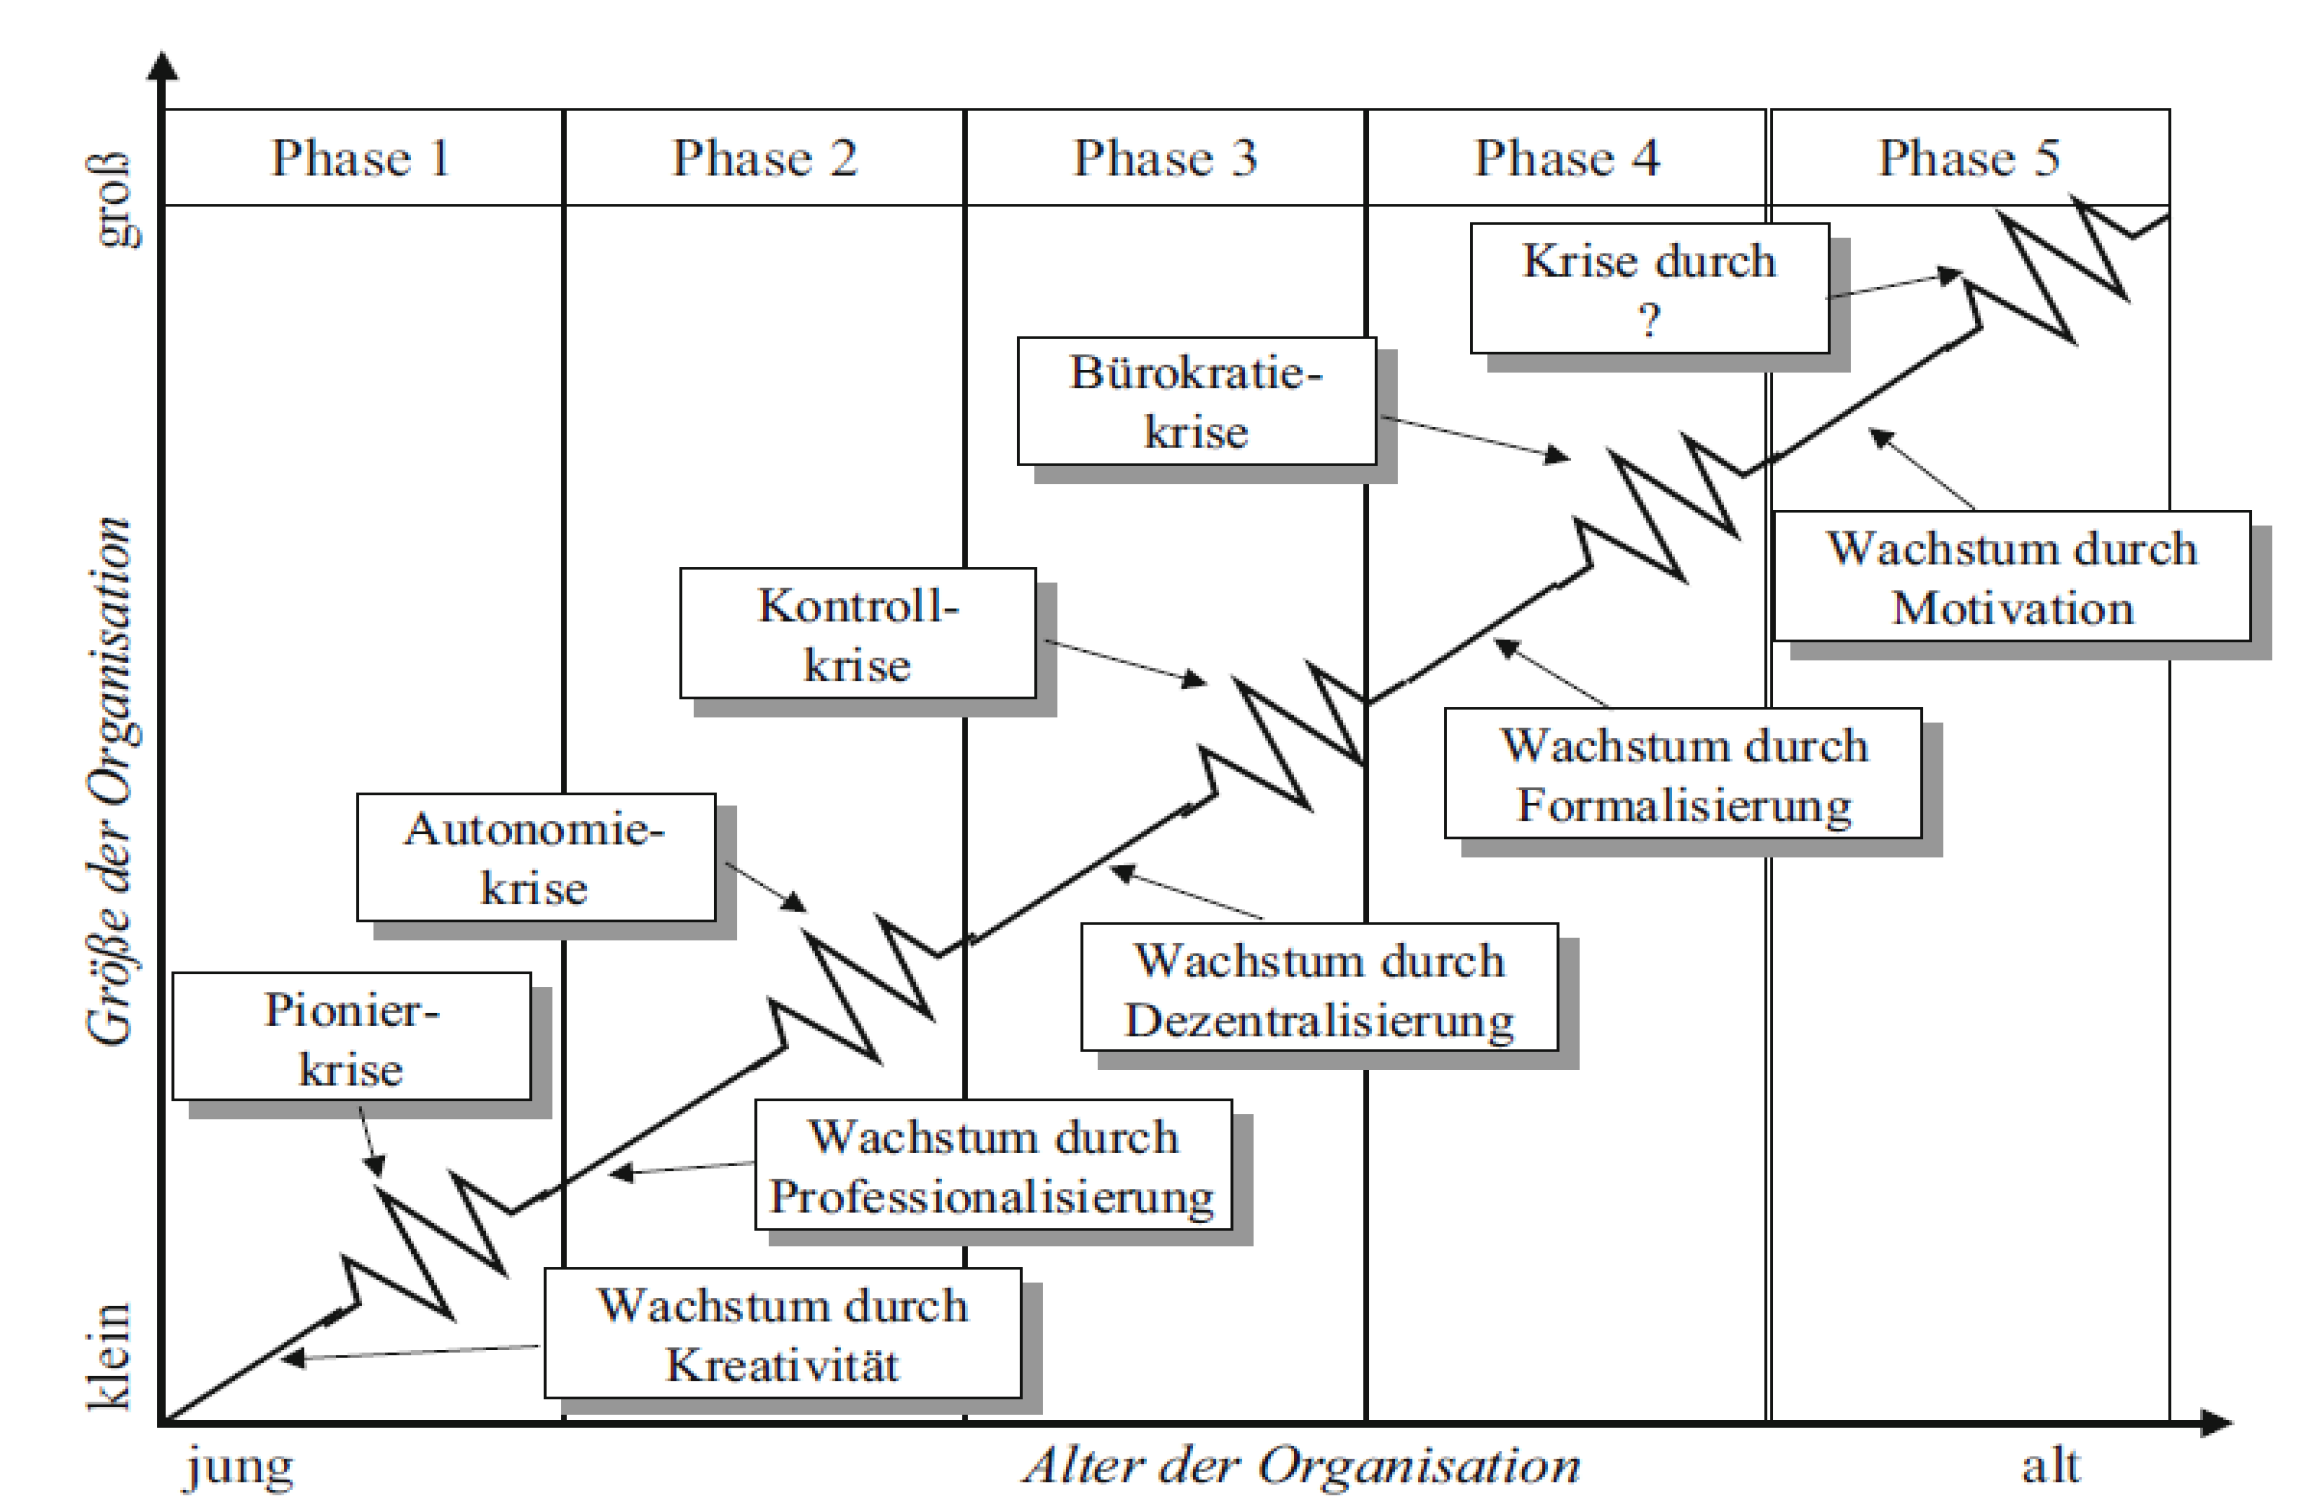 Phase 1
Phase 2
Phase 3
Phase 4
Phase 5
groß
Größe der Organisation
klein
Krise durch
?
Bürokratie-
krise
Wachstum durch
Motivation
Kontroll-
krise
Wachstum durch
Formalisierung
Autonomie-
krise
Wachstum durch
Dezentralisierung
Pionier-
krise
Wachstum durch
Professionalisierung
Wachstum durch
Kreativität
jung
Alter der Organisation
alt